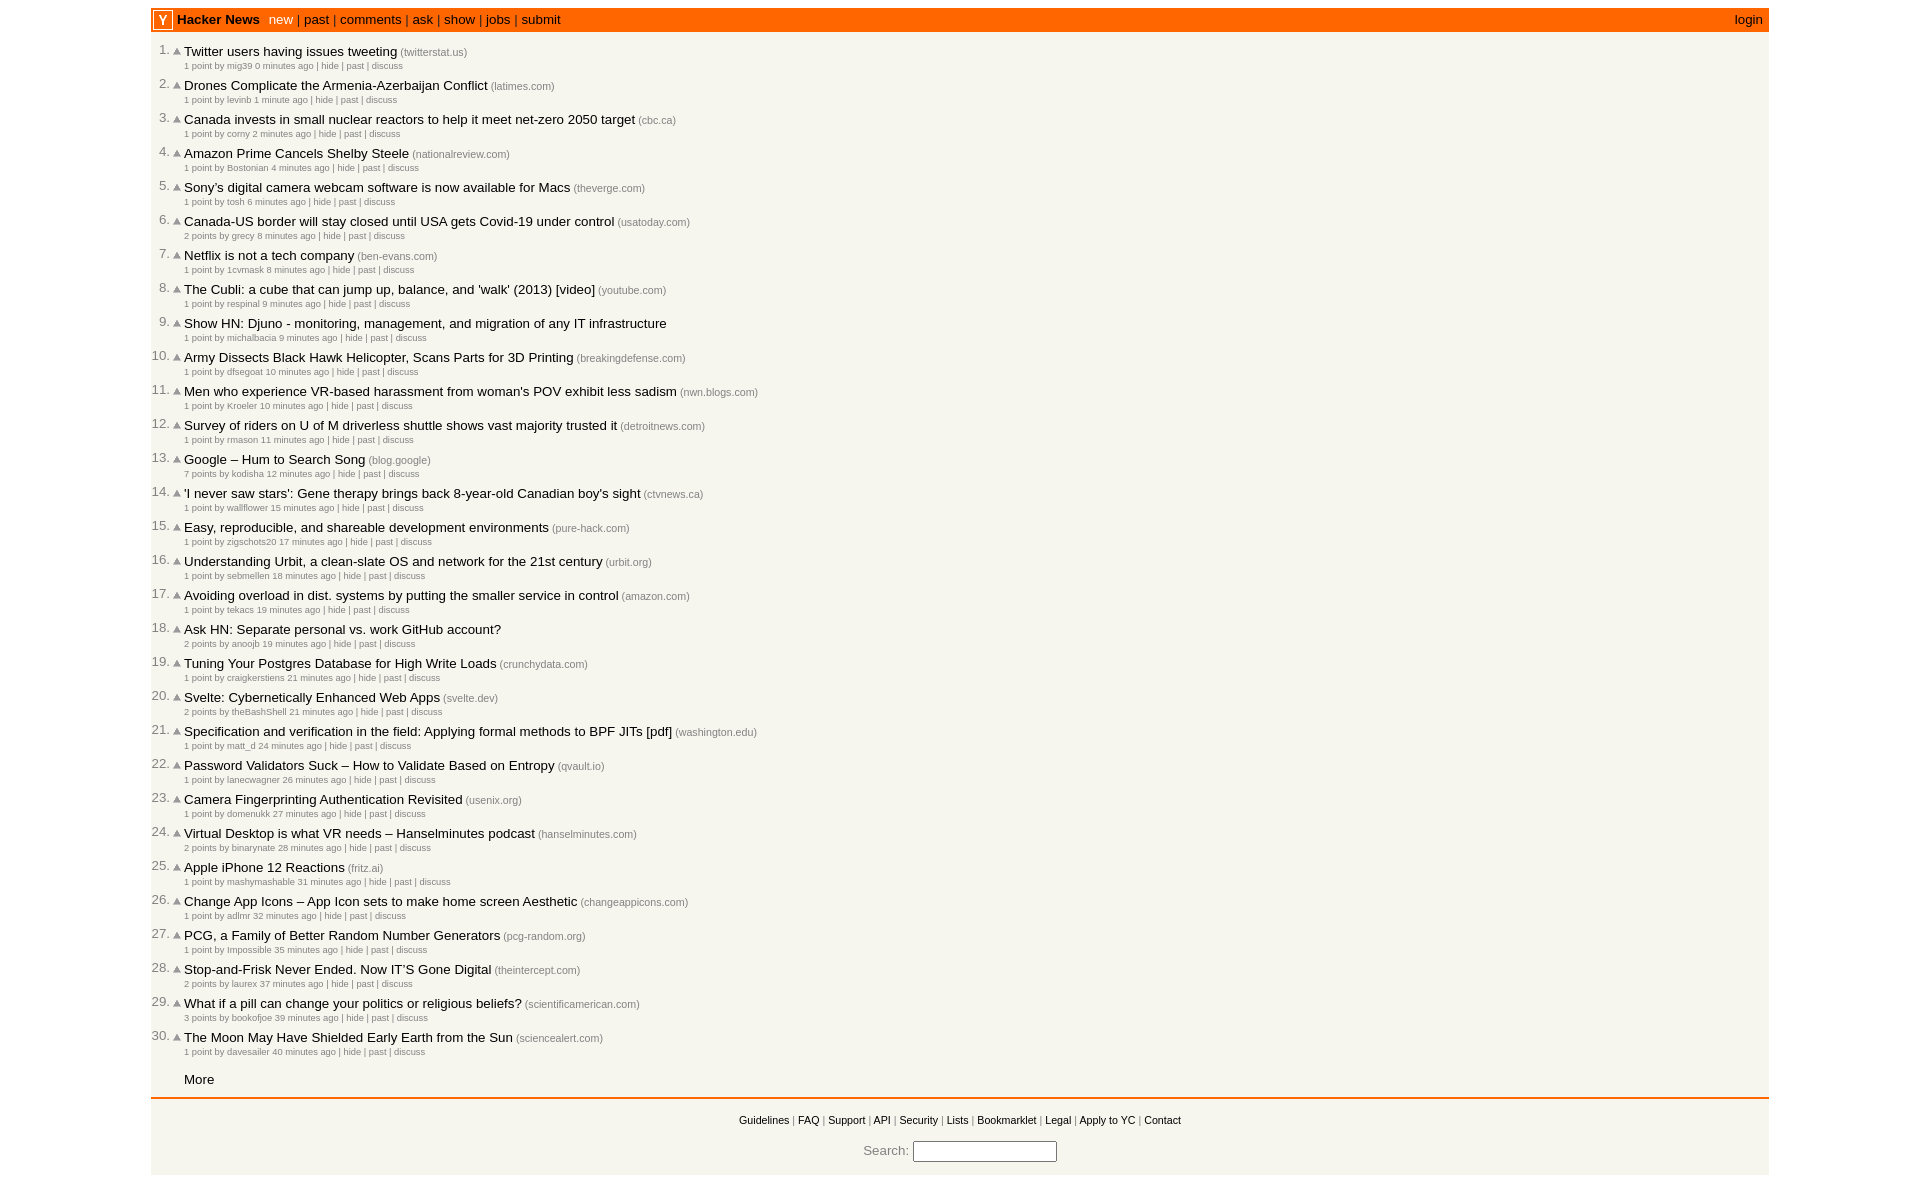 Y Hacker News new | past | comments | ask | show | jobs | submit login
1. Twitter users having issues tweeting (twitterstat.us)
1 point by mig39 0 minutes ago | hide | past | discuss
2. Drones Complicate the Armenia-Azerbaijan Conflict (latimes.com)
1 point by levinb 1 minute ago | hide | past | discuss
3. Canada invests in small nuclear reactors to help it meet net-zero 2050 target (cbc.ca)
1 point by corny 2 minutes ago | hide | past | discuss
4. Amazon Prime Cancels Shelby Steele (nationalreview.com)
1 point by Bostonian 4 minutes ago | hide | past | discuss
5. Sony’s digital camera webcam software is now available for Macs (theverge.com)
1 point by tosh 6 minutes ago | hide | past | discuss
6. Canada-US border will stay closed until USA gets Covid-19 under control (usatoday.com)
2 points by grecy 8 minutes ago | hide | past | discuss
7. Netflix is not a tech company (ben-evans.com)
1 point by 1cvmask 8 minutes ago | hide | past | discuss
8. The Cubli: a cube that can jump up, balance, and 'walk' (2013) [video] (youtube.com)
1 point by respinal 9 minutes ago | hide | past | discuss
9. Show HN: Djuno - monitoring, management, and migration of any IT infrastructure
1 point by michalbacia 9 minutes ago | hide | past | discuss
10. Army Dissects Black Hawk Helicopter, Scans Parts for 3D Printing (breakingdefense.com)
1 point by dfsegoat 10 minutes ago | hide | past | discuss
11. Men who experience VR-based harassment from woman's POV exhibit less sadism (nwn.blogs.com)
1 point by Kroeler 10 minutes ago | hide | past | discuss
12. Survey of riders on U of M driverless shuttle shows vast majority trusted it (detroitnews.com)
1 point by rmason 11 minutes ago | hide | past | discuss
13. Google – Hum to Search Song (blog.google)
7 points by kodisha 12 minutes ago | hide | past | discuss
14. 'I never saw stars': Gene therapy brings back 8-year-old Canadian boy's sight (ctvnews.ca)
1 point by wallflower 15 minutes ago | hide | past | discuss
15. Easy, reproducible, and shareable development environments (pure-hack.com)
1 point by zigschots20 17 minutes ago | hide | past | discuss
16. Understanding Urbit, a clean-slate OS and network for the 21st century (urbit.org)
1 point by sebmellen 18 minutes ago | hide | past | discuss
17. Avoiding overload in dist. systems by putting the smaller service in control (amazon.com)
1 point by tekacs 19 minutes ago | hide | past | discuss
18. Ask HN: Separate personal vs. work GitHub account?
2 points by anoojb 19 minutes ago | hide | past | discuss
19. Tuning Your Postgres Database for High Write Loads (crunchydata.com)
1 point by craigkerstiens 21 minutes ago | hide | past | discuss
20. Svelte: Cybernetically Enhanced Web Apps (svelte.dev)
2 points by theBashShell 21 minutes ago | hide | past | discuss
21. Specification and verification in the field: Applying formal methods to BPF JITs [pdf] (washington.edu)
1 point by matt_d 24 minutes ago | hide | past | discuss
22. Password Validators Suck – How to Validate Based on Entropy (qvault.io)
1 point by lanecwagner 26 minutes ago | hide | past | discuss
23. Camera Fingerprinting Authentication Revisited (usenix.org)
1 point by domenukk 27 minutes ago | hide | past | discuss
24. Virtual Desktop is what VR needs – Hanselminutes podcast (hanselminutes.com)
2 points by binarynate 28 minutes ago | hide | past | discuss
25. Apple iPhone 12 Reactions (fritz.ai)
1 point by mashymashable 31 minutes ago | hide | past | discuss
26. Change App Icons – App Icon sets to make home screen Aesthetic (changeappicons.com)
1 point by adlmr 32 minutes ago | hide | past | discuss
27. PCG, a Family of Better Random Number Generators (pcg-random.org)
1 point by Impossible 35 minutes ago | hide | past | discuss
28. Stop-and-Frisk Never Ended. Now IT’S Gone Digital (theintercept.com)
2 points by laurex 37 minutes ago | hide | past | discuss
29. What if a pill can change your politics or religious beliefs? (scientificamerican.com)
3 points by bookofjoe 39 minutes ago | hide | past | discuss
30. The Moon May Have Shielded Early Earth from the Sun (sciencealert.com)
1 point by davesailer 40 minutes ago | hide | past | discuss
More
Guidelines | FAQ | Support | API | Security | Lists | Bookmarklet | Legal | Apply to YC | Contact
Search: